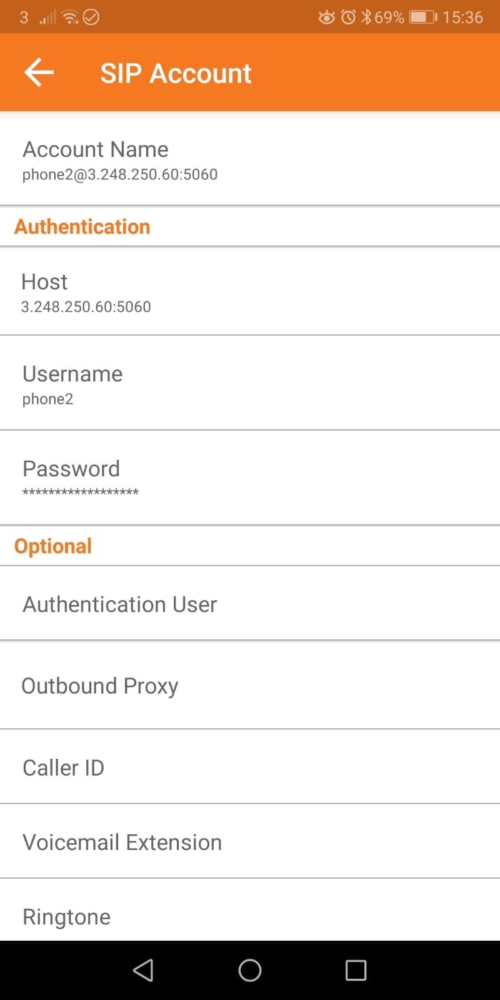 3 69% 15:36
SIP Account
Account Name
phone2@3.248.250.60:5060
Authentication
Host
3.248.250.60:5060
Username
phone2
Password
******************
Optional
Authentication User
Outbound Proxy
Caller ID
Voicemail Extension
Ringtone